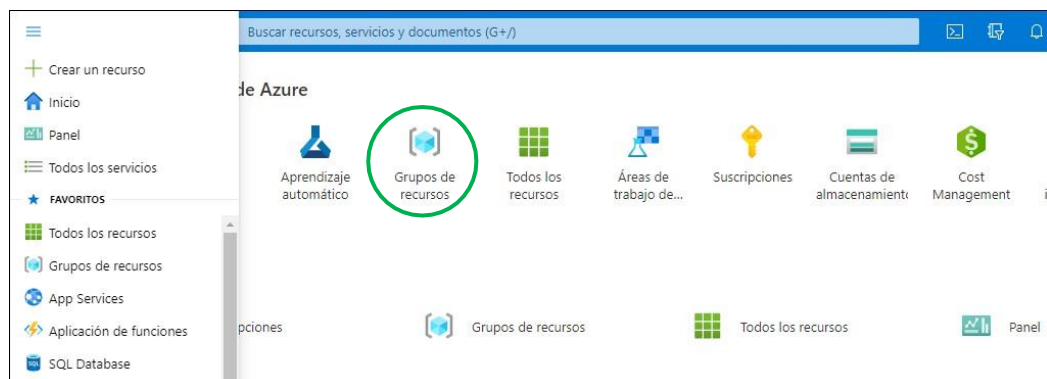 Buscar recursos, servicios y documentos (G+/)
Crear un recurso
Inicio
Panel
Todos los servicios
FAVORITOS
Todos los recursos
Grupos de recursos
App Services
Aplicación de funciones
SQL Database
de Azure
Aprendizaje
automático
Grupos de
recursos
Todos los
recursos
Áreas de
trabajo de...
Suscripciones
Cuentas de
almacenamiento
Cost
Management
pciones
Grupos de recursos
Todos los recursos
Panel